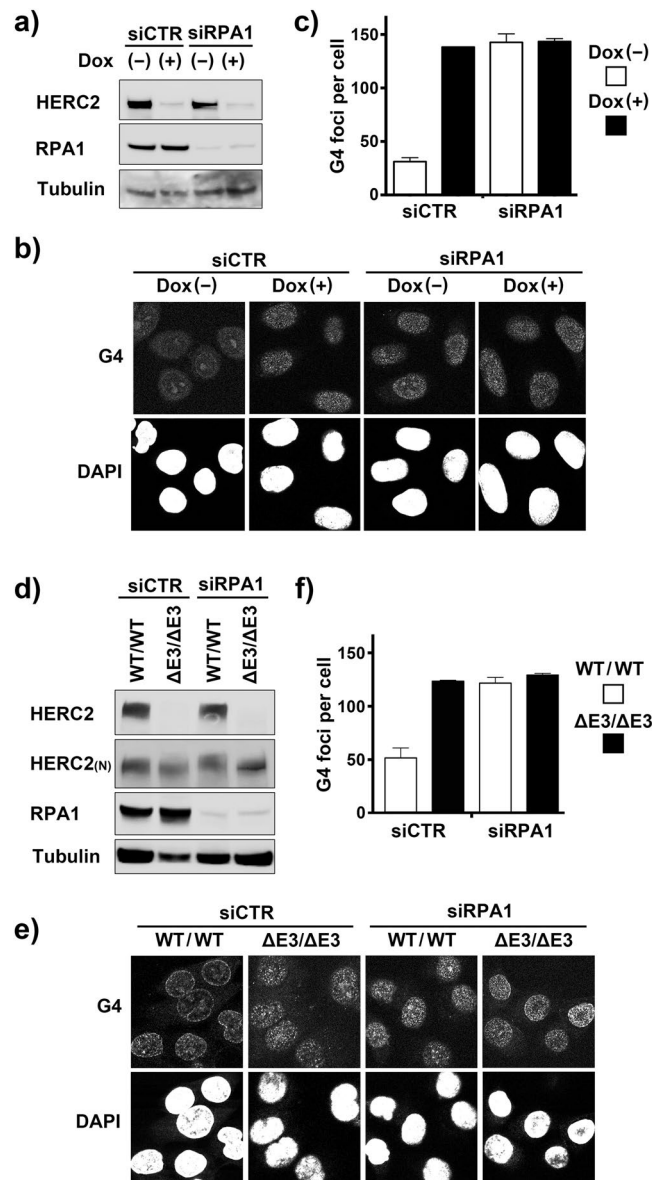 a)
siCTR siRPA1
Dox (–) (+) (–) (+)
HERC2
RPA1
Tubulin
c)
G4 foci per cell
150
100
50
0
siCTR siRPA1
Dox(–)
Dox(+)
b)
siCTR siRPA1
Dox(–) Dox(+) Dox(–) Dox(+)
G4
DAPI
d)
siCTR siRPA1
WT/WT ΔE3/ΔE3 WT/WT ΔE3/ΔE3
HERC2
HERC2(N)
RPA1
Tubulin
f)
G4 foci per cell
150
100
50
0
siCTR siRPA1
WT/WT
ΔE3/ΔE3
e)
siCTR siRPA1
WT/WT ΔE3/ΔE3 WT/WT ΔE3/ΔE3
G4
DAPI